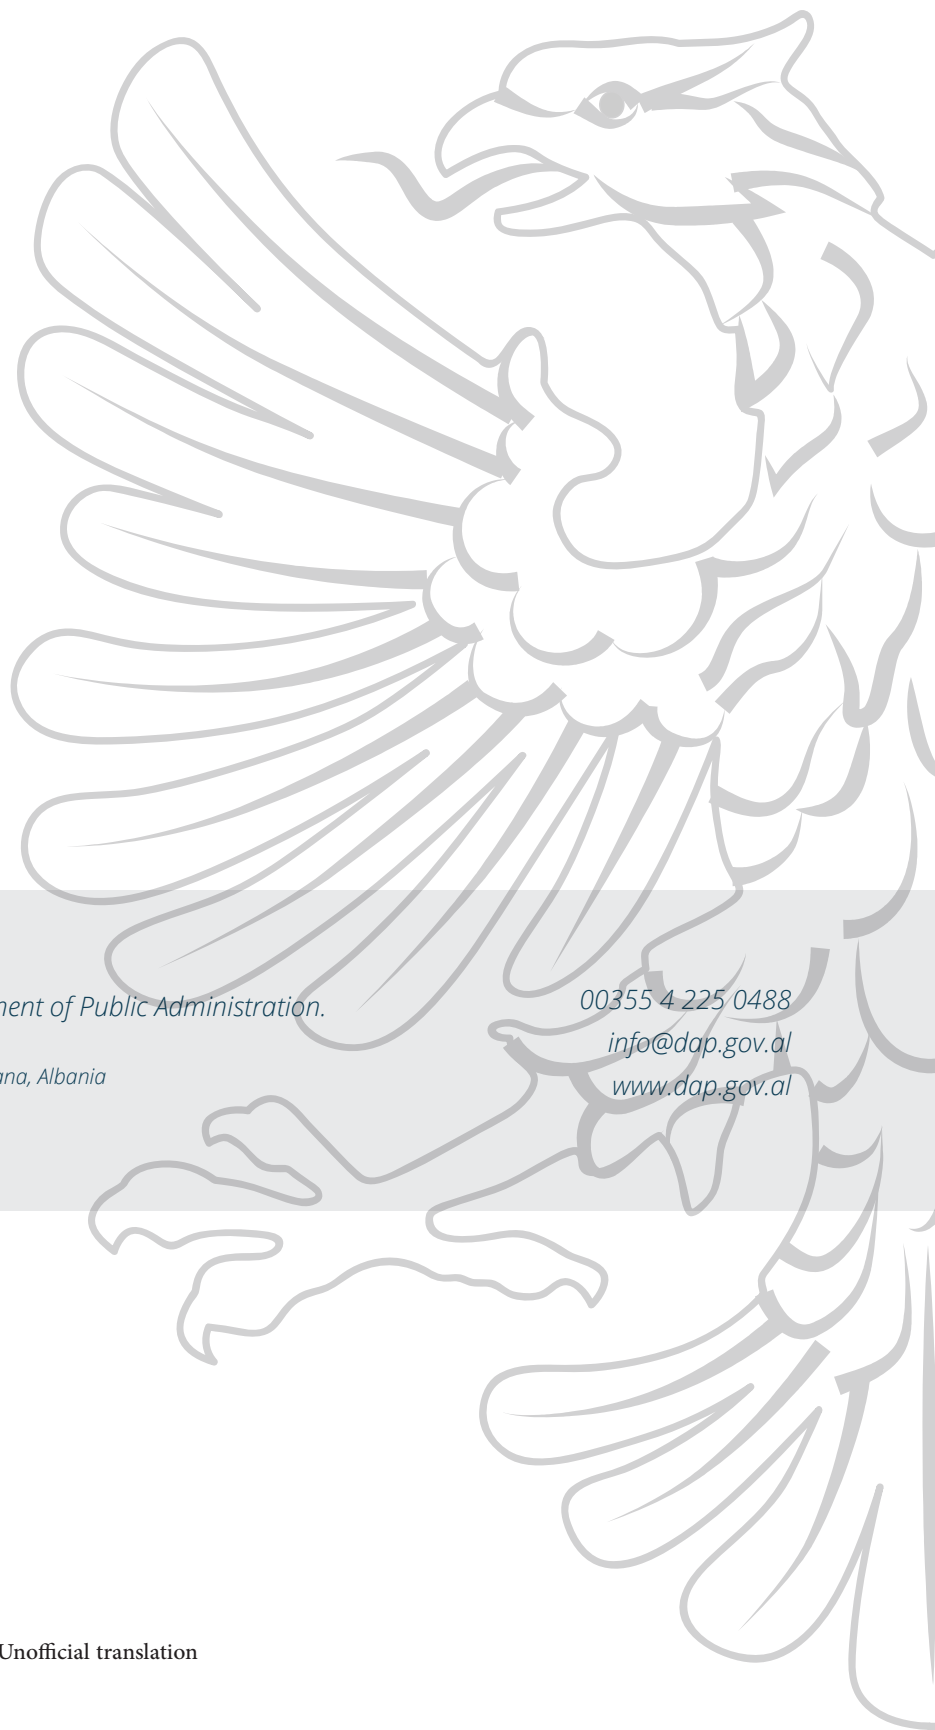 ment of Public Administration.
ana, Albania
00355 4 225 0488
info@dap.gov.al
www.dap.gov.al
Unofficial translation